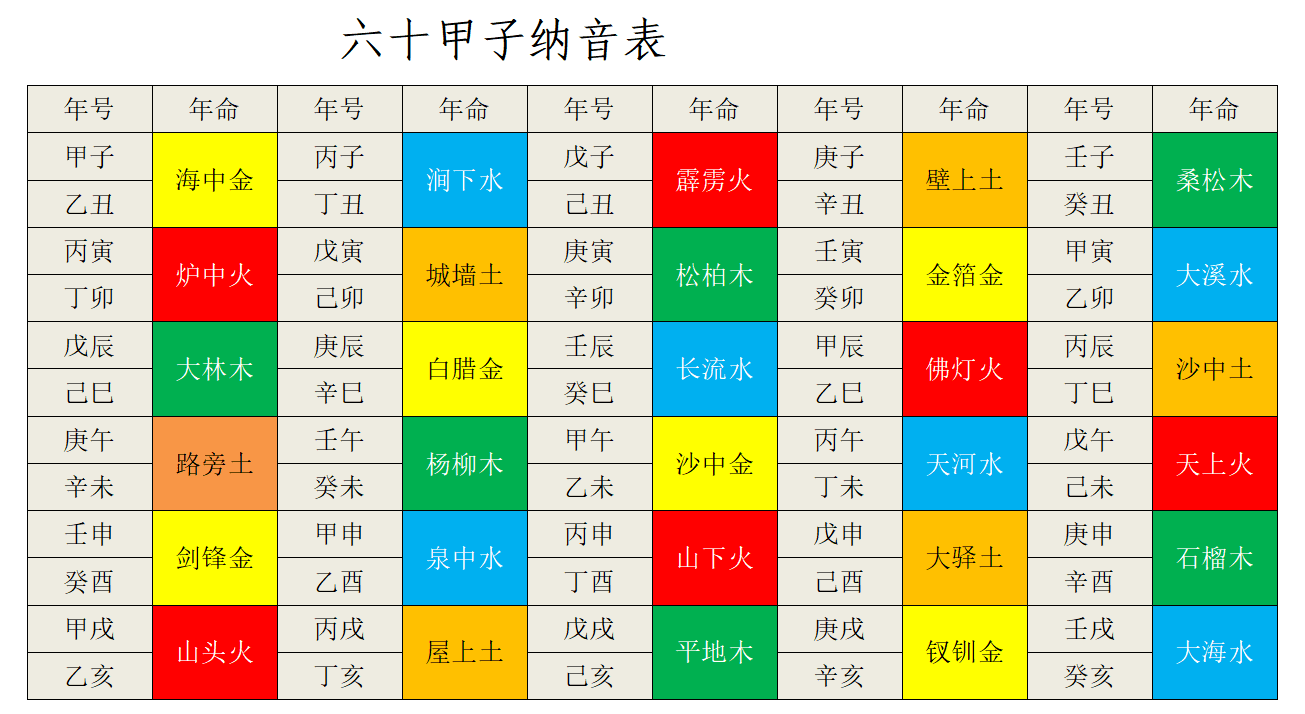 六十甲子纳音表
年号 年命 年号 年命 年号 年命 年号 年命 年号 年命
甲子 海中金 丙子 涧下水 戊子 霹雳火 庚子 壁上土 壬子 桑松木
乙丑 丁丑 己丑 辛丑 癸丑
丙寅 炉中火 戊寅 城墙土 庚寅 松柏木 壬寅 金箔金 甲寅 大溪水
丁卯 己卯 辛卯 癸卯 乙卯
戊辰 大林木 庚辰 白腊金 壬辰 长流水 甲辰 佛灯火 丙辰 沙中土
己巳 辛巳 癸巳 乙巳 丁巳
庚午 路旁土 壬午 杨柳木 甲午 沙中金 丙午 天河水 戊午 天上火
辛未 癸未 乙未 丁未 己未
壬申 剑锋金 甲申 泉中水 丙申 山下火 戊申 大驿土 庚申 石榴木
癸酉 乙酉 丁酉 己酉 辛酉
甲戌 山头火 丙戌 屋上土 戊戌 平地木 庚戌 钗钏金 壬戌 大海水
乙亥 丁亥 己亥 辛亥 癸亥